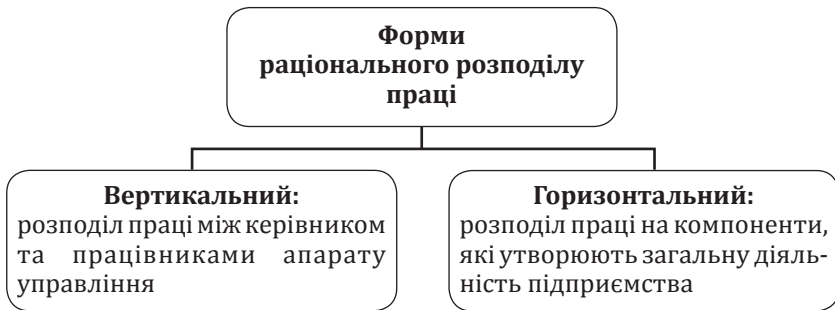 Форми
раціонального розподілу
праці
Вертикальний:
розподіл праці між керівником
та працівниками апарату
управління
Горизонтальний:
розподіл праці на компоненти,
які утворюють загальну діяль-
ність підприємства